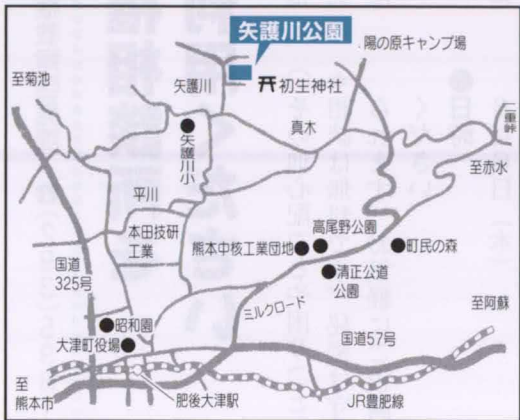 矢護川公園
陽の原キャンプ場
至菊池
矢護川
初生神社
二重峠
真木
矢護川小
至赤水
平川
本田技研
工業
高尾野公園
熊本中核工業団地
町民の森
国道
325号
清正公道
公園
至阿蘇
ミルクロード
昭和園
国道57号
大津町役場
至
熊本市
肥後大津駅
JR豊肥線